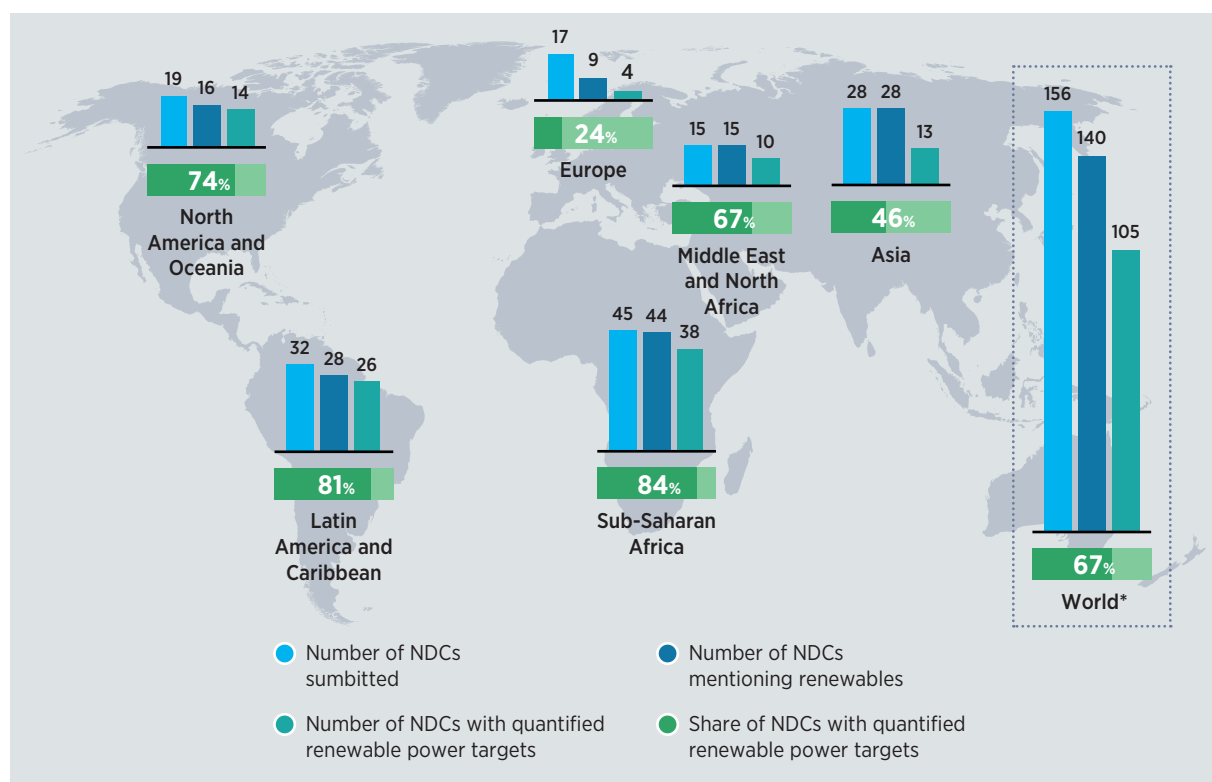 19 16 14
74%
North
America and
Oceania
17 9 4
24%
Europe
15 15 10
67%
Middle East
and North
Africa
28 28 13
46%
Asia
156
140
105
67%
World*
32 28 26
81%
Latin
America and
Caribbean
45 44 38
84%
Sub-Saharan
Africa
Number of NDCs
sumbitted
Number of NDCs
mentioning renewables
Number of NDCs with quantified
renewable power targets
Share of NDCs with quantified
renewable power targets